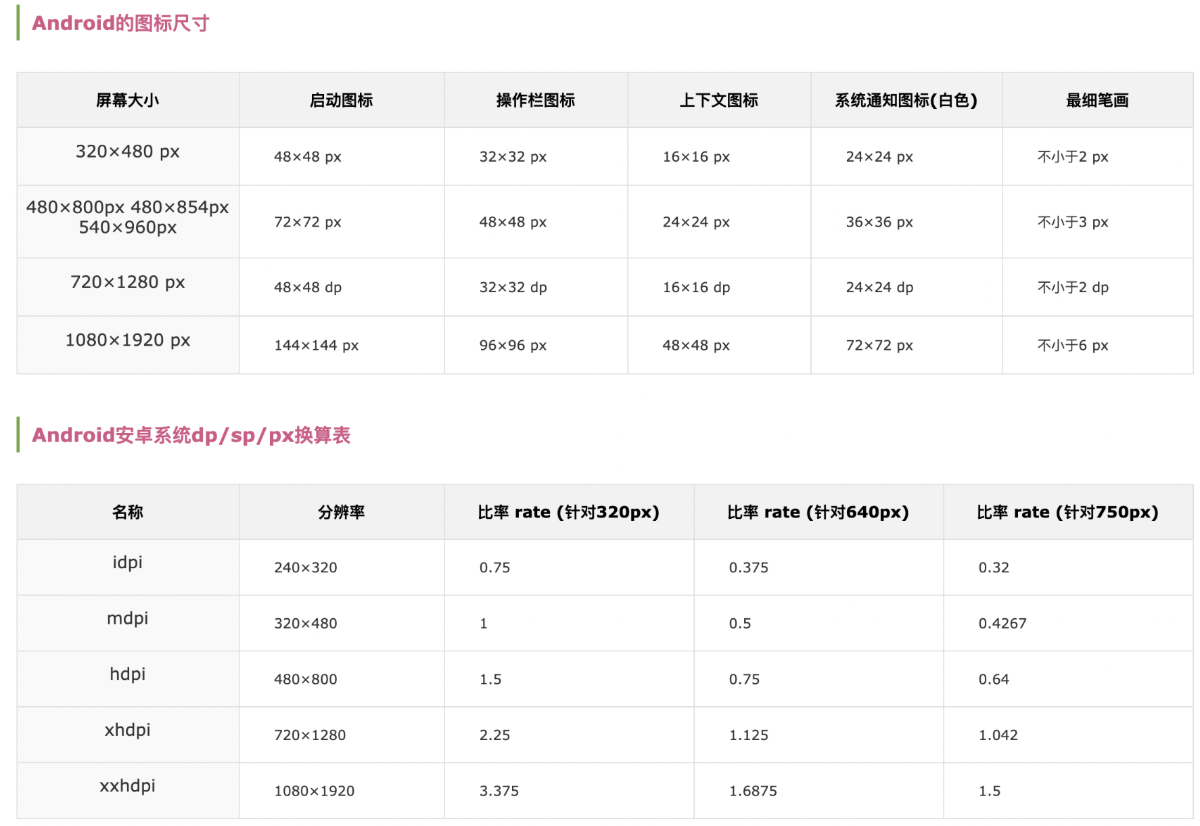 Android的图标尺寸
屏幕大小 启动图标 操作栏图标 上下文图标 系统通知图标(白色) 最细笔画
320×480 px 48×48 px 32×32 px 16×16 px 24×24 px 不小于2 px
480×800px 480×854px
540×960px 72×72 px 48×48 px 24×24 px 36×36 px 不小于3 px
720×1280 px 48×48 dp 32×32 dp 16×16 dp 24×24 dp 不小于2 dp
1080×1920 px 144×144 px 96×96 px 48×48 px 72×72 px 不小于6 px
Android安卓系统dp/sp/px换算表
名称 分辨率 比率 rate (针对320px) 比率 rate (针对640px) 比率 rate (针对750px)
idpi 240×320 0.75 0.375 0.32
mdpi 320×480 1 0.5 0.4267
hdpi 480×800 1.5 0.75 0.64
xhdpi 720×1280 2.25 1.125 1.042
xxhdpi 1080×1920 3.375 1.6875 1.5